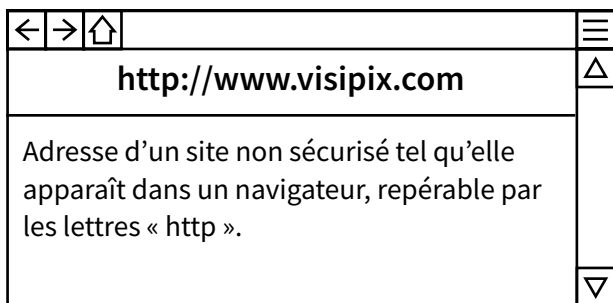 http://www.visipix.com
Adresse d’un site non sécurisé tel qu’elle
apparaît dans un navigateur, repérable par
les lettres « http ».